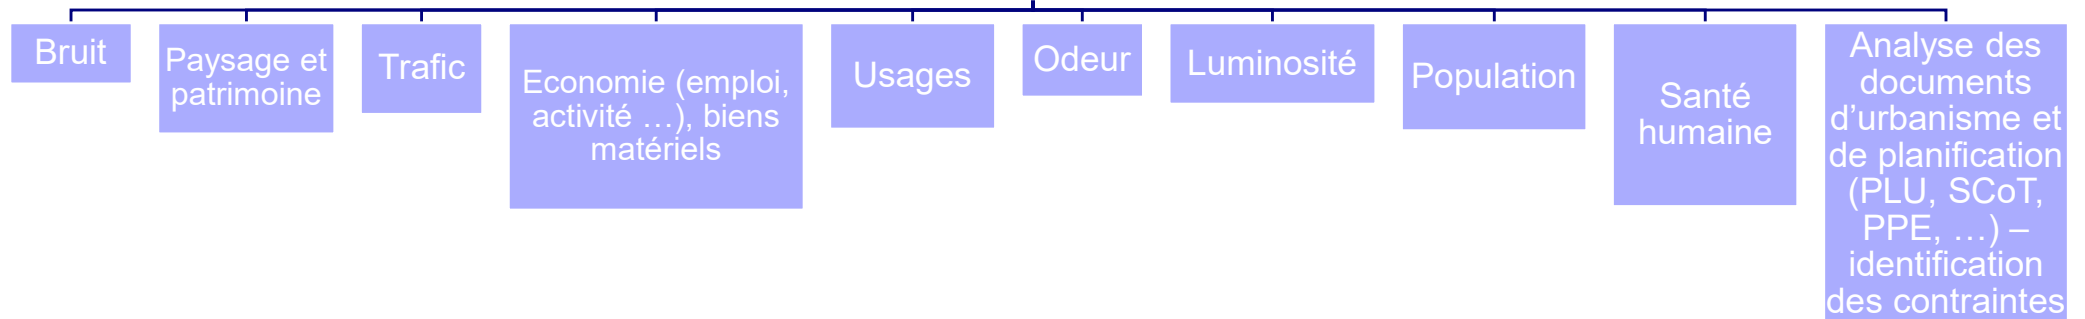 Bruit
Paysage et
patrimoine
Trafic
Economie (emploi,
activité …), biens
matériels
Usages
Odeur
Luminosité
Population
Santé
humaine
Analyse des
documents
d’urbanisme et
de planification
(PLU, SCoT,
PPE, …) –
identification
des contraintes